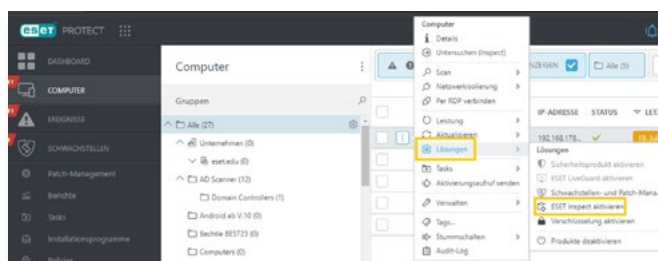 eset PROTECT
DASHBOARD
COMPUTER
EREIGNISSE
SCHWACHSTELLEN
Patch-Management
Berichte
Tasks
Installationsprogramme
Computer
Gruppen
Alle (27)
Unternehmen (0)
eset.edu (0)
AD Scanner (12)
Domain Controllers (1)
Android ab V.10 (0)
Bechtle BEST23 (0)
Computers (0)
Computer
Details
Untersuchen (Inspect)
Scan
Netzwerkisolierung
Per RDP verbinden
Leistung
Aktualisieren
Lösungen
Tasks
Aktivierungsaufruf senden
Verwalten
Tags...
Stummschalten
Audit-Log
Alle (5)
IP-ADRESSE STATUS
192.168.178...
Lösungen
Sicherheitsprodukt aktivieren
ESET LiveGuard aktivieren
Schwachstellen- und Patch-Mana
ESET Inspect aktivieren
Verschlüsselung aktivieren
Produkte deaktivieren